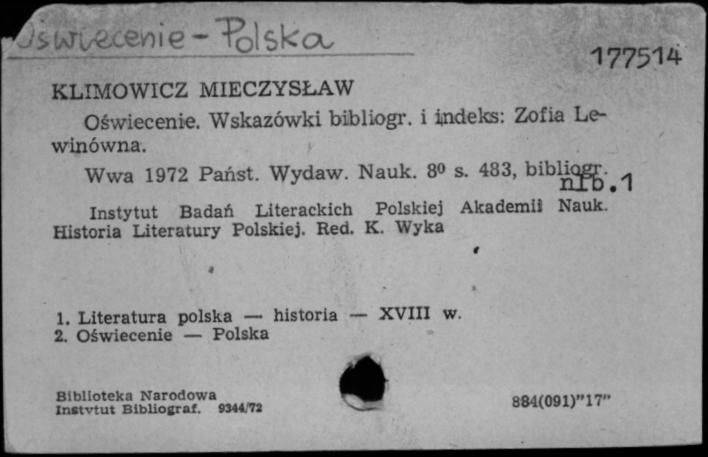 Oświecenie - Polska
177514
KLIMOWICZ MIECZYSŁAW
Oświecenie. Wskazówki bibliogr. i indeks: Zofia Le-
winówna.
Wwa 1972 Państ. Wydaw. Nauk. 8⁰ s. 483, bibliogr.
nlb.1
Instytut Badań Literackich Polskiej Akademii Nauk.
Historia Literatury Polskiej. Red. K. Wyka
1. Literatura polska — historia — XVIII w.
2. Oświecenie — Polska
Biblioteka Narodowa
Instytut Bibliograf. 9344/72
884(091)"17"